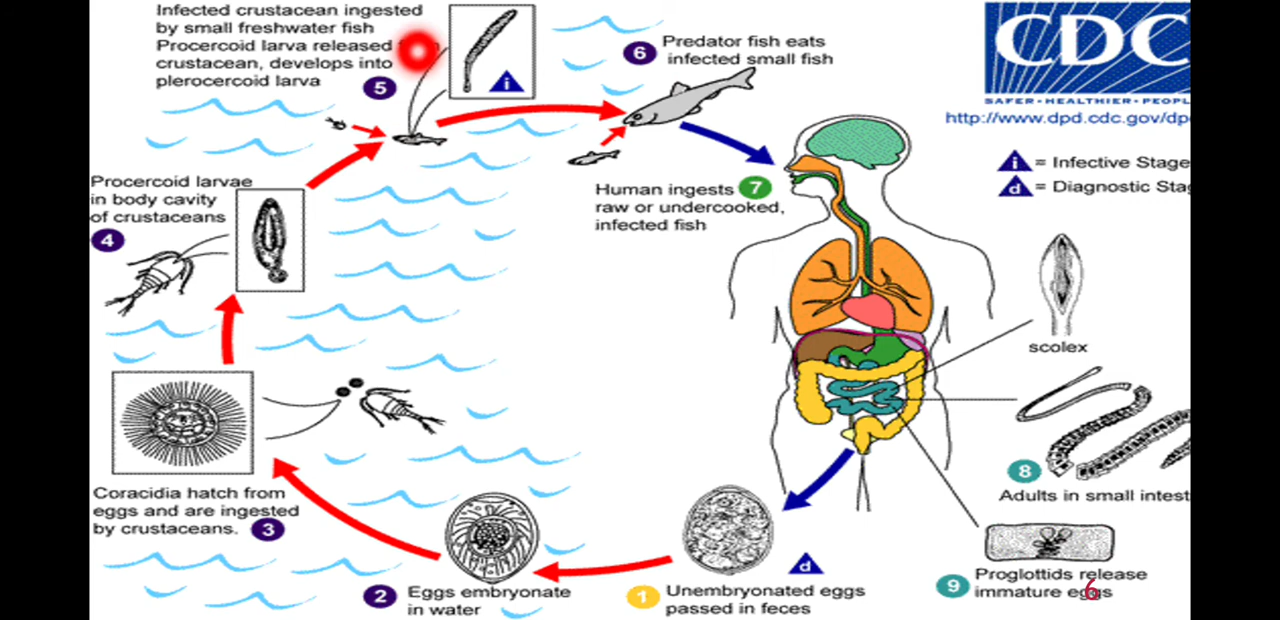 Infected crustacean ingested
by small freshwater fish
Procercoid larva released
crustacean, develops into
plerocercoid larva
5
i
6
Predator fish eats
infected small fish
CDC
SAFER•HEALTHIER•PEOPL
http://www.dpd.cdc.gov/dp
i = Infective Stage
d = Diagnostic Sta
Human ingests 7
raw or undercooked,
infected fish
Procercoid larvae
in body cavity
of crustaceans
4
scolex
8
Adults in small intest
Coracidia hatch from
eggs and are ingested
by crustaceans. 3
2 Eggs embryonate
in water
d
1 Unembryonated eggs
passed in feces
9 Proglottids release
immature eggs
6